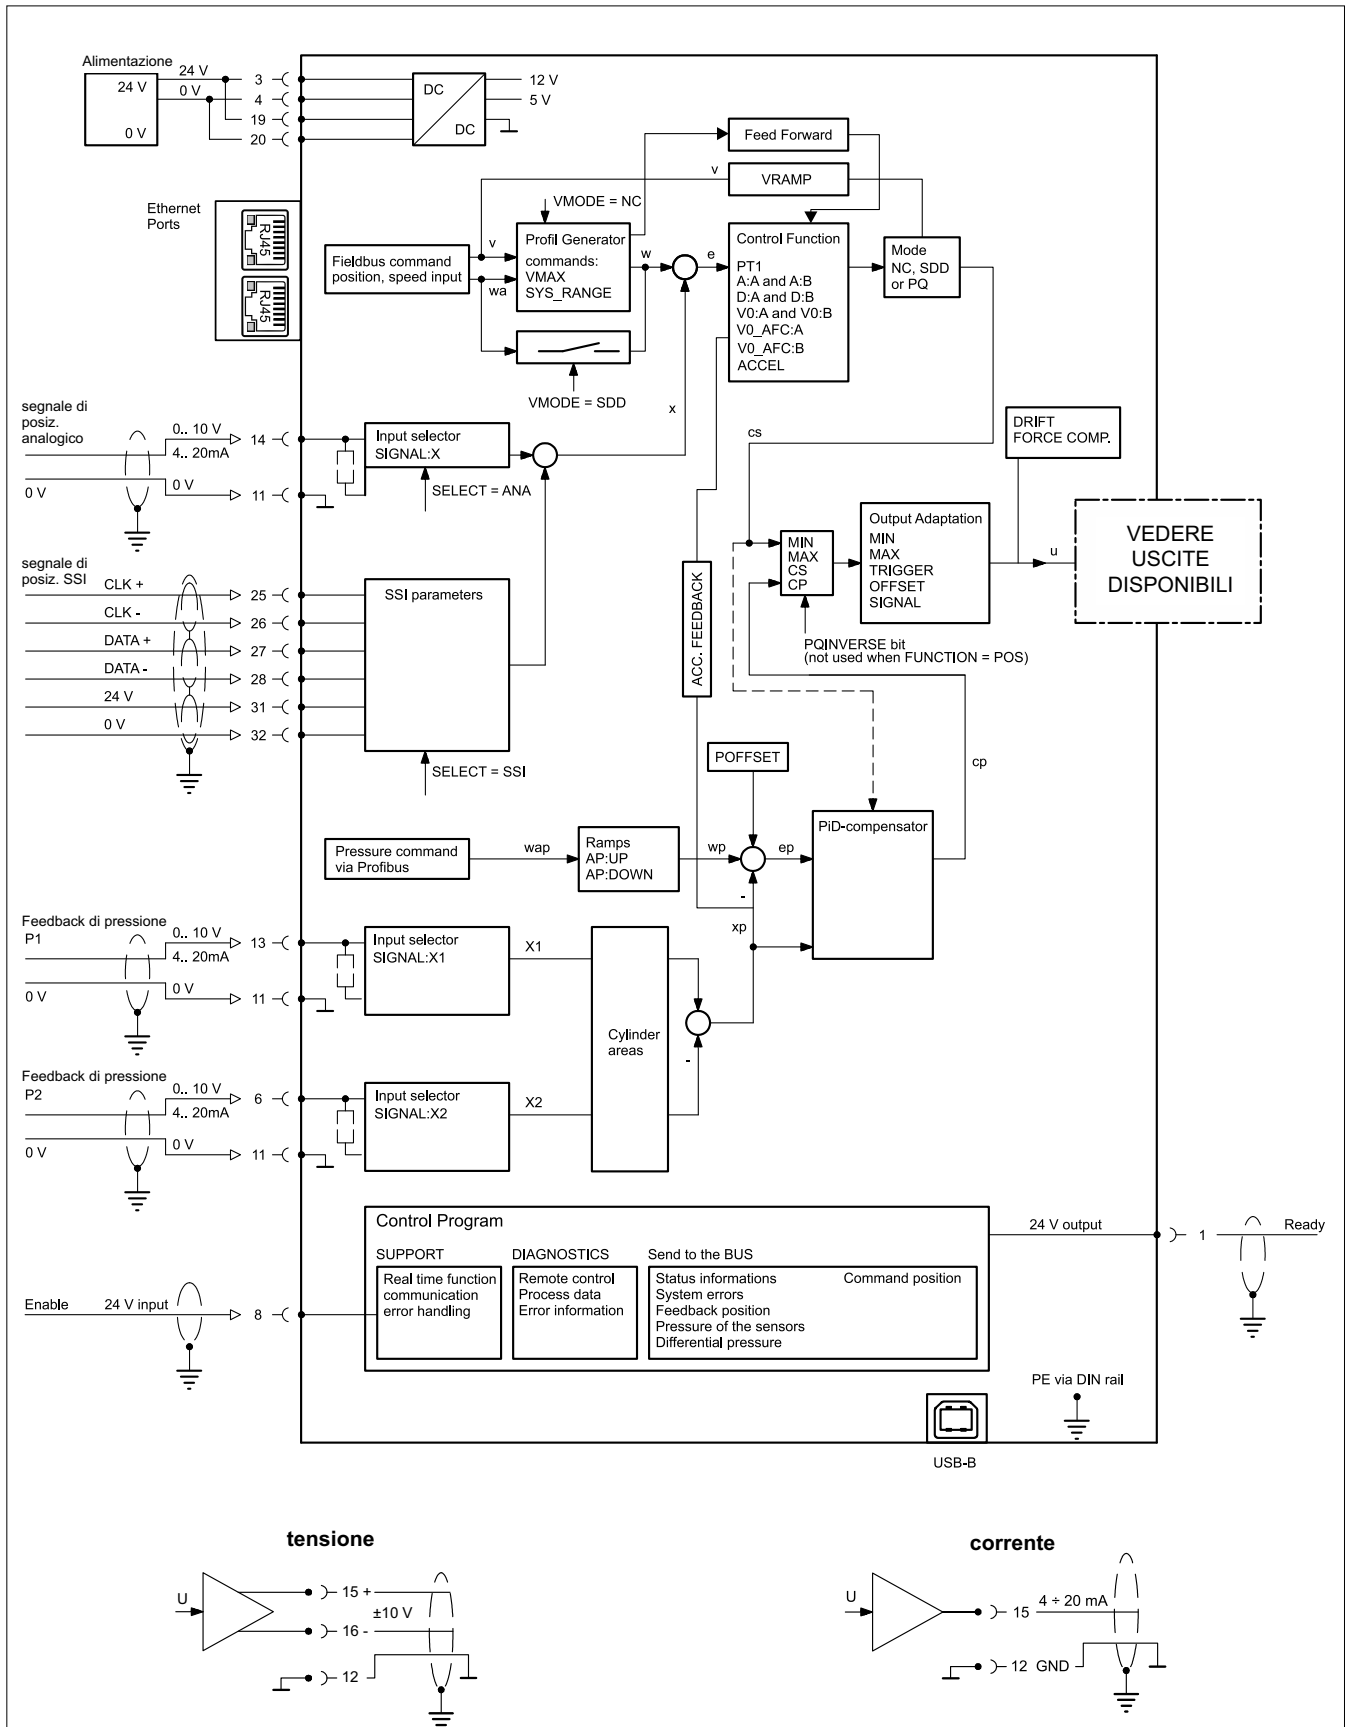 Alimentazione
24 V
0 V
24 V
0 V
3
4
19
20
DC
DC
12 V
5 V
Ethernet
Ports
RJ45
RJ45
Feed Forward
v
VRAMP
VMODE = NC
Fieldbus command
position, speed input
v
wa
Profil Generator
commands:
VMAX
SYS_RANGE
w
e
Control Function
PT1
A:A and A:B
D:A and D:B
V0:A and V0:B
V0_AFC:A
V0_AFC:B
ACCEL
Mode
NC, SDD
or PQ
VMODE = SDD
x
segnale di
posiz.
analogico
0.. 10 V
4.. 20mA
14
0 V
0 V
11
Input selector
SIGNAL:X
SELECT = ANA
cs
DRIFT
FORCE COMP.
MIN
MAX
CS
CP
Output Adaptation
MIN
MAX
TRIGGER
OFFSET
SIGNAL
u
VEDERE
USCITE
DISPONIBILI
PQINVERSE bit
(not used when FUNCTION = POS)
ACC. FEEDBACK
segnale di
posiz. SSI
CLK +
25
CLK -
26
DATA +
27
DATA -
28
24 V
31
0 V
32
SSI parameters
SELECT = SSI
POFFSET
cp
Pressure command
via Profibus
wap
Ramps
AP:UP
AP:DOWN
wp
ep
-
xp
PiD-compensator
Feedback di pressione
P1
0.. 10 V
4.. 20mA
13
0 V
0 V
11
Input selector
SIGNAL:X1
X1
Cylinder
areas
-
Feedback di pressione
P2
0.. 10 V
4.. 20mA
6
0 V
0 V
11
Input selector
SIGNAL:X2
X2
Control Program
SUPPORT
Real time function
communication
error handling
DIAGNOSTICS
Remote control
Process data
Error information
Send to the BUS
Status informations
System errors
Feedback position
Pressure of the sensors
Differential pressure
Command position
24 V output
1
Ready
Enable
24 V input
8
PE via DIN rail
USB-B
tensione
U
15 +
±10 V
16 -
12
corrente
U
15
4 ÷ 20 mA
12 GND